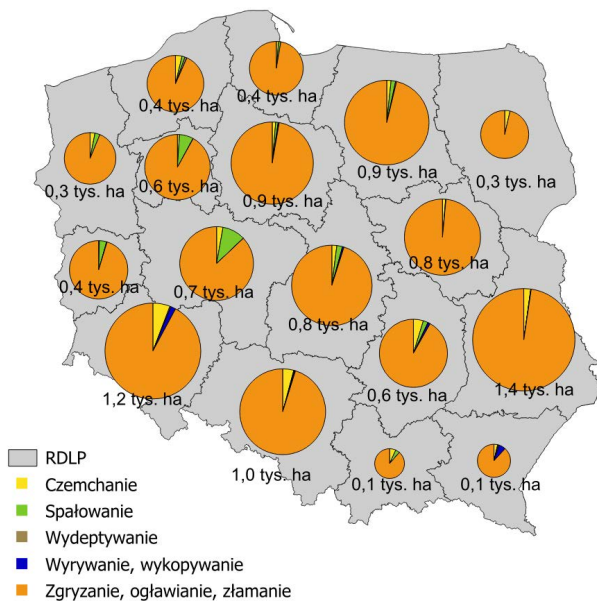 0,4 tys. ha
0,4 tys. ha
0,3 tys. ha
0,6 tys. ha
0,9 tys. ha
0,9 tys. ha
0,3 tys. ha
0,4 tys. ha
0,7 tys. ha
0,8 tys. ha
0,8 tys. ha
1,2 tys. ha
1,0 tys. ha
0,6 tys. ha
1,4 tys. ha
0,1 tys. ha
0,1 tys. ha
RDLP
Czemchanie
Spałowanie
Wydeptywanie
Wyrywanie, wykopywanie
Zgryzanie, ogławianie, złamanie